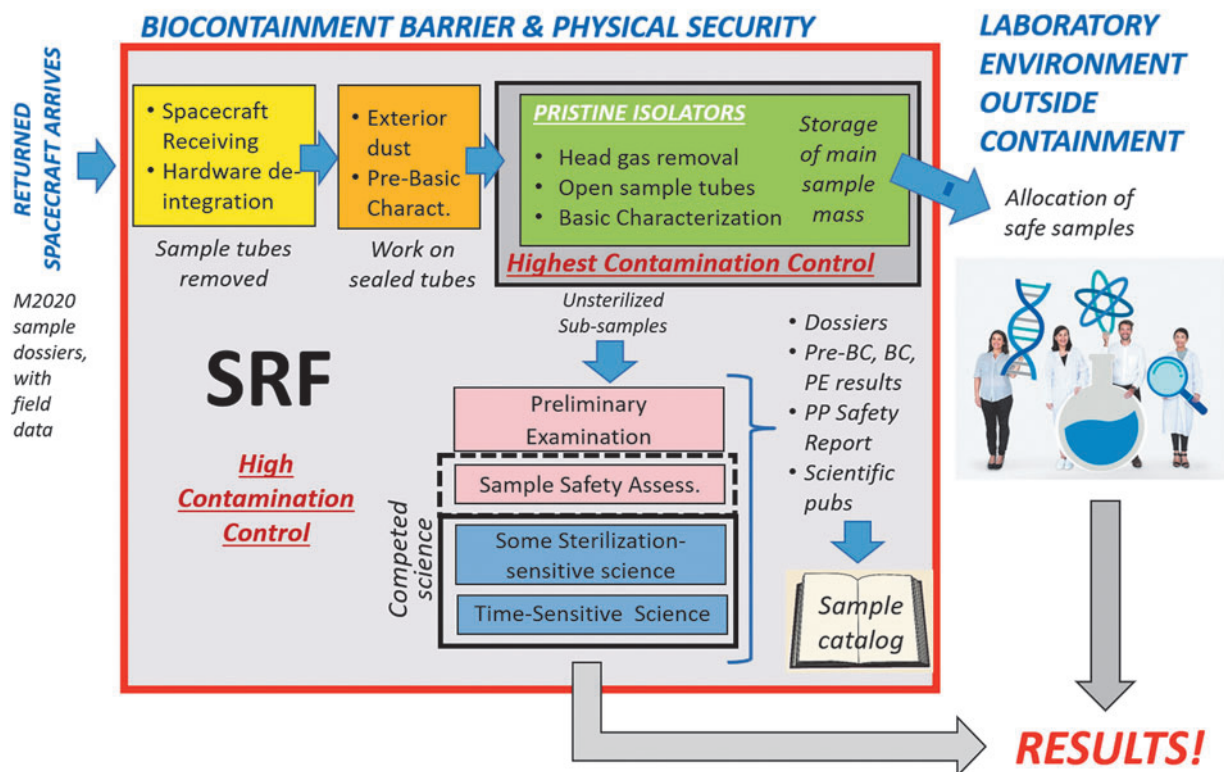 BIOCONTAINMENT BARRIER & PHYSICAL SECURITY
LABORATORY
ENVIRONMENT
OUTSIDE
CONTAINMENT
RETURNED
SPACECRAFT ARRIVES
M2020
sample
dossiers,
with
field
data
• Spacecraft
Receiving
• Hardware de-
integration
Sample tubes
removed
• Exterior
dust
• Pre-Basic
Charact.
Work on
sealed tubes
PRISTINE ISOLATORS
• Head gas removal
• Open sample tubes
• Basic Characterization
Storage
of main
sample
mass
Highest Contamination Control
Allocation of
safe samples
Unsterilized
Sub-samples
SRF
High
Contamination
Control
Preliminary
Examination
Sample Safety Assess.
Competed
science
Some Sterilization-
sensitive science
Time-Sensitive Science
• Dossiers
• Pre-BC, BC,
PE results
• PP Safety
Report
• Scientific
pubs
Sample
catalog
RESULTS!